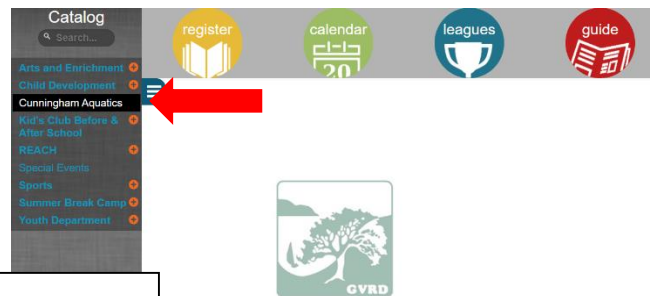 Catalog
Search...
Arts and Enrichment
Child Development
Cunningham Aquatics
Kid's Club Before &
After School
REACH
Special Events
Sports
Summer Break Camp
Youth Department
register
calendar
20
leagues
guide
GVRD